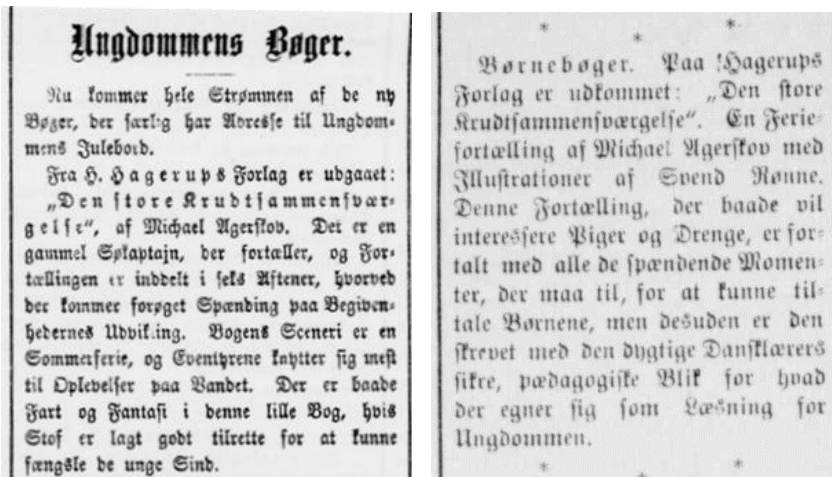 Ungdommens Bøger.
Nu kommer hele Strømmen af de ny
Bøger, der særlig har Adresse til Ungdom-
mens Julebord.
Fra H. Hagerups Forlag er udgaaet:
„Den store Krudtsammensvær-
gelse“, af Michael Agerskov. Det er en
gammel Søkaptajn, der fortæller, og For-
tællingen er inddelt i seks Aftener, hvorved
der kommer forøget Spænding paa Begiven-
hedernes Udvikling. Bogens Sceneri er en
Sommerferie, og Eventyrene knytter sig mest
til Oplevelser paa Vandet. Der er baade
Fart og Fantasi i denne lille Bog, hvis
Stof er lagt godt tilrette for at kunne
fængsle de unge Sind.
* * *
Børnebøger. Paa Hagerups
Forlag er udkommet: „Den store
Krudtsammensværgelse“. En Ferie-
fortælling af Michael Agerskov med
Illustrationer af Svend Rønne.
Denne Fortælling, der baade vil
interessere Piger og Drenge, er for-
talt med alle de spændende Momen-
ter, der maa til, for at kunne til-
tale Børnene, men desuden er den
skrevet med den dygtige Dansklærers
sikre, pædagogiske Blik for hvad
der egner sig som Læsning for
Ungdommen.
* *